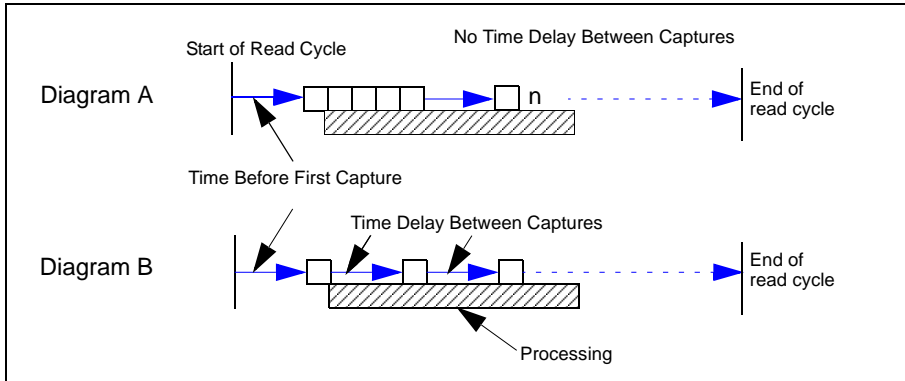 No Time Delay Between Captures
Start of Read Cycle
Diagram A
n
End of
read cycle
Time Before First Capture
Time Delay Between Captures
Diagram B
End of
read cycle
Processing